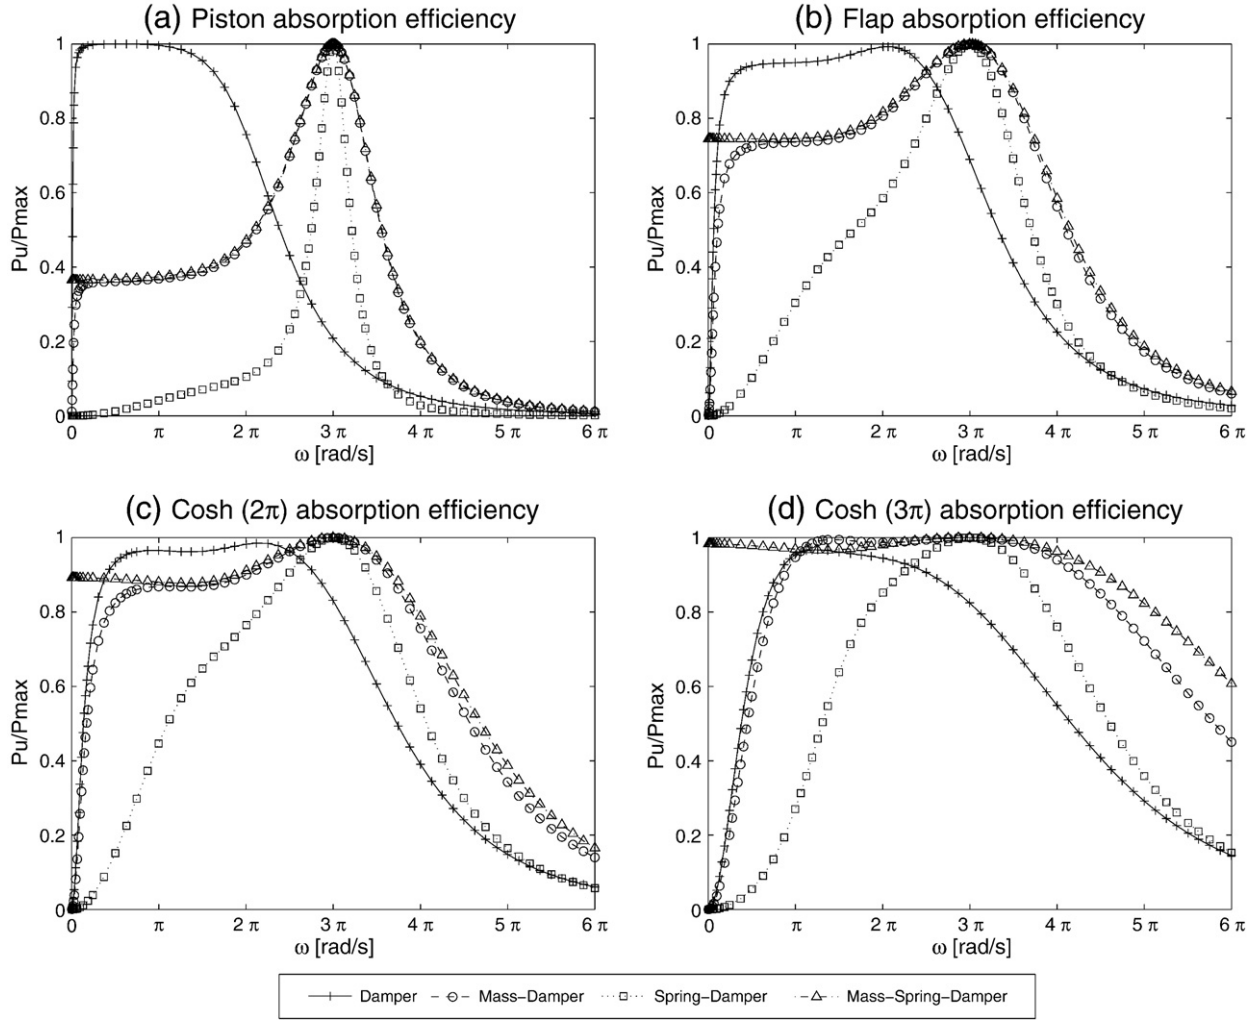 (a) Piston absorption efficiency
Pu/Pmax
1
0.8
0.6
0.4
0.2
0
0 π 2 π 3 π 4 π 5 π 6 π
ω [rad/s]
(b) Flap absorption efficiency
Pu/Pmax
1
0.8
0.6
0.4
0.2
0
0 π 2 π 3 π 4 π 5 π 6 π
ω [rad/s]
(c) Cosh (2π) absorption efficiency
Pu/Pmax
1
0.8
0.6
0.4
0.2
0
0 π 2 π 3 π 4 π 5 π 6 π
ω [rad/s]
(d) Cosh (3π) absorption efficiency
Pu/Pmax
1
0.8
0.6
0.4
0.2
0
0 π 2 π 3 π 4 π 5 π 6 π
ω [rad/s]
Damper Mass-Damper Spring-Damper Mass-Spring-Damper